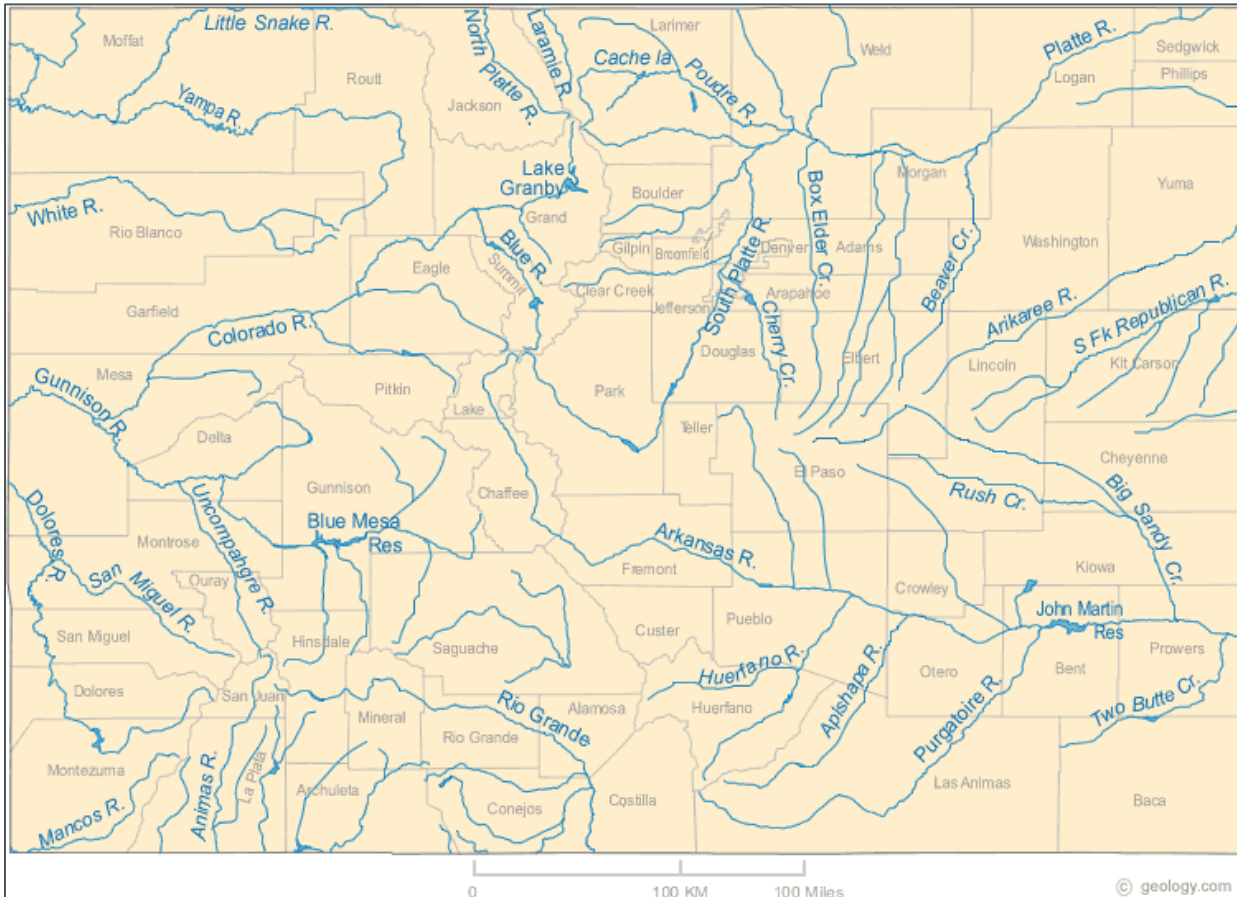 Little Snake R.
Moffat
Routt
Yampa R.
North
Platte R.
Laramie R
Jackson
Larimer
Cache la
Poudre R.
Weld
Platte R.
Logan
Sedgwick
Phillips
White R.
Rio Blanco
Lake
Granby
Grand
Boulder
Morgan
Yuma
Washington
Gilpin
Broomfield
Denver
Adams
Clear Creek
Jefferson
Arapahoe
South Platte R.
Box Elder Cr.
Beaver Cr.
Eagle
Summit
Blue R.
Garfield
Colorado R.
Mesa
Gunnison R.
Pitkin
Lake
Park
Douglas
Cherry Cr.
Elbert
Arikaree R.
Lincoln
S Fk Republican R.
Kit Carson
Delta
Gunnison
Teller
El Paso
Cheyenne
Rush Cr.
Big Sandy Cr.
Chaffee
Blue Mesa
Res
Dolores R.
Montrose
Uncompahgre R.
San Miguel R.
Ouray
Arkansas R.
Fremont
Crowley
Kiowa
San Miguel
Hinsdale
Saguache
Custer
Pueblo
John Martin
Res
Otero
Bent
Prowers
Dolores
San Juan
Mineral
Rio Grande
Rio Grande
Alamosa
Huerfano R.
Huerfano
Apishapa R.
Purgatoire R.
Two Butte Cr.
Montezuma
Mancos R.
Animas R.
La Plata
Archuleta
Conejos
Costilla
Las Animas
Baca
0
100 KM
100 Miles
© geology.com